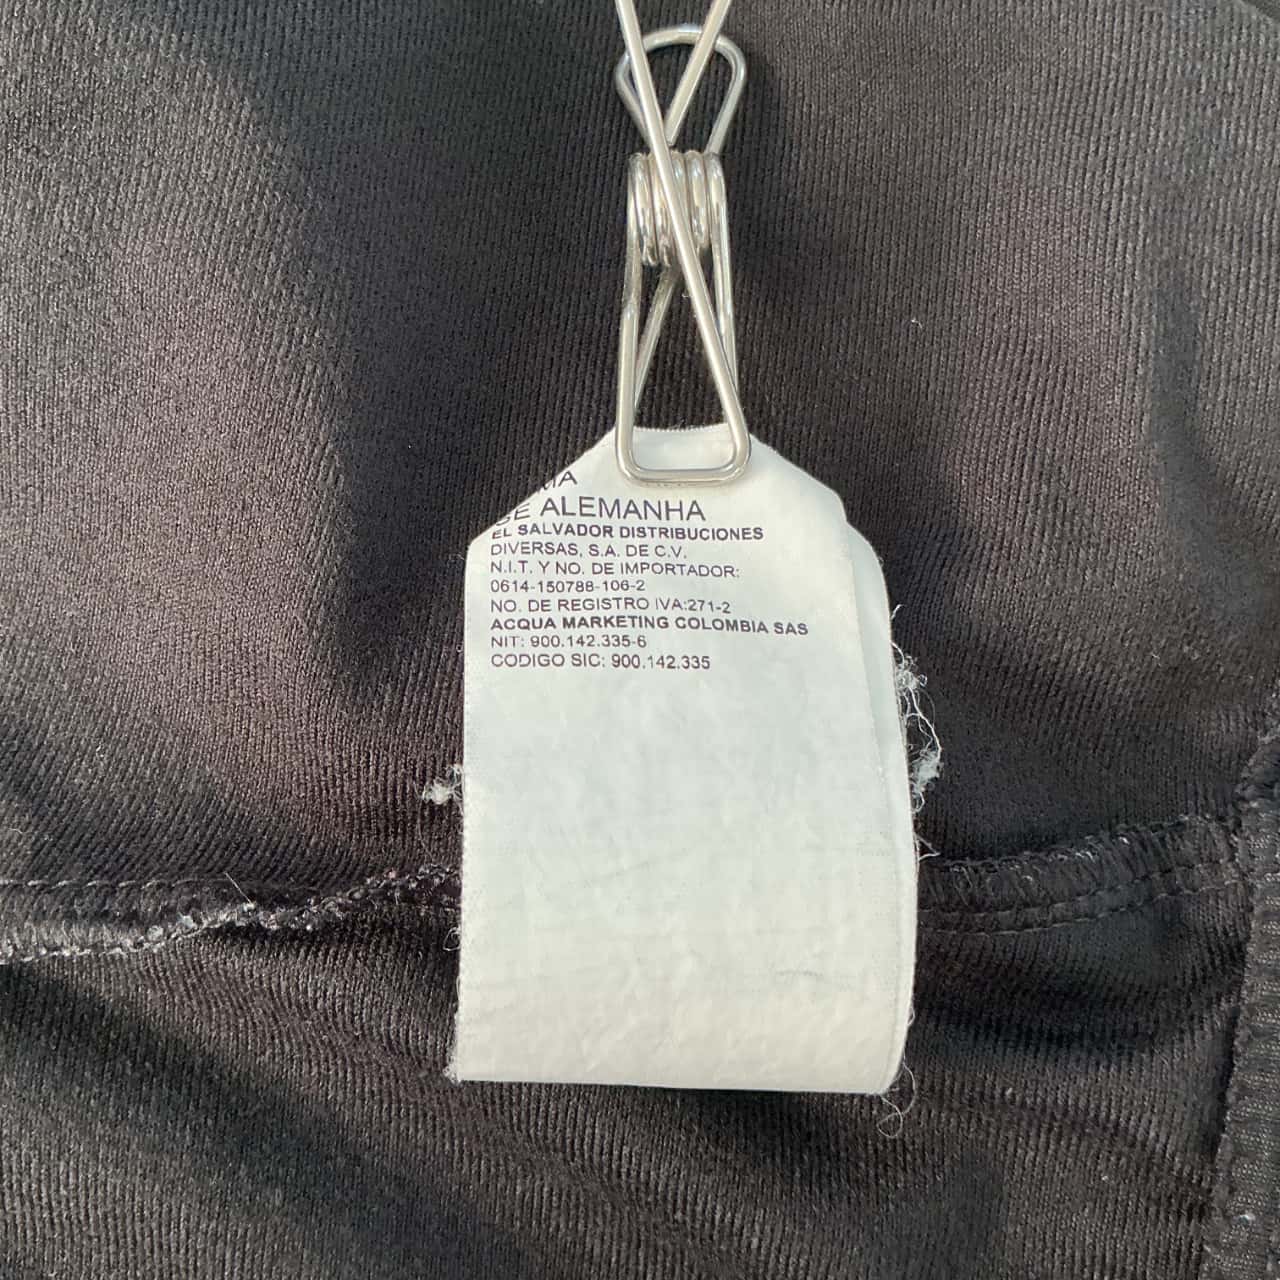 ALEMANHA
EL SALVADOR DISTRIBUCIONES
DIVERSAS, S.A. DE C.V.
N.I.T. Y NO. DE IMPORTADOR:
0614-150788-106-2
NO. DE REGISTRO IVA:271-2
ACQUA MARKETING COLOMBIA SAS
NIT: 900.142.335-6
CODIGO SIC: 900.142.335